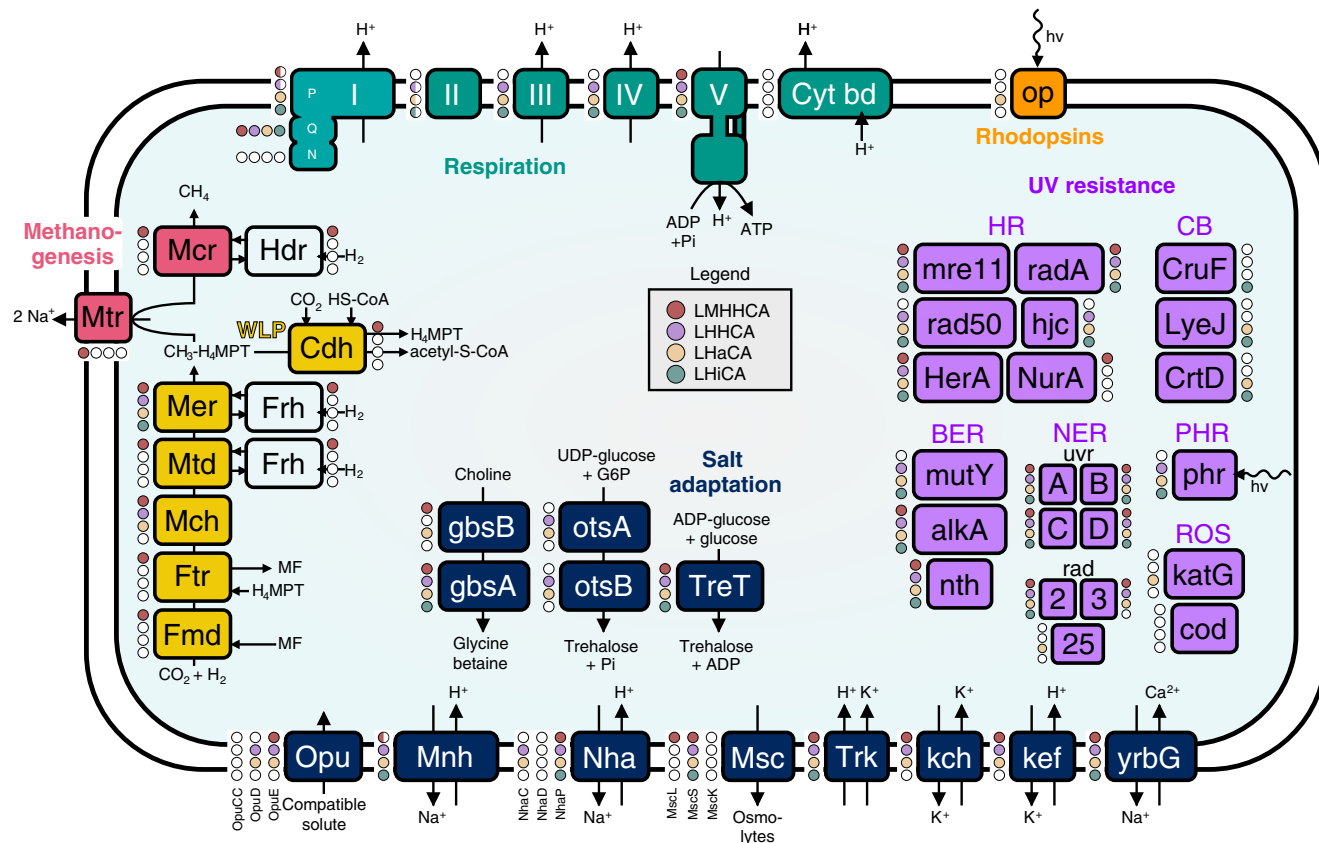 H⁺
H⁺
H⁺
H⁺
hv
P
I
II
III
IV
V
Cyt bd
op
Q
N
H⁺
Rhodopsins
Respiration
UV resistance
ADP
+Pi
H⁺
ATP
CH₄
Methano-
genesis
Mcr
Hdr
H₂
2 Na⁺
Mtr
CO₂
HS-CoA
WLP
Cdh
H₄MPT
acetyl-S-CoA
CH₃-H₄MPT
Mer
Frh
H₂
Mtd
Frh
H₂
Mch
Ftr
MF
H₄MPT
Fmd
MF
CO₂ + H₂
Legend
LMHHCA
LHHCA
LHaCA
LHiCA
HR
mre11
radA
rad50
hjc
HerA
NurA
CB
CruF
LyeJ
CrtD
BER
mutY
alkA
nth
NER
uvr
A
B
C
D
rad
2
3
25
PHR
phr
hv
ROS
katG
cod
Salt
adaptation
Choline
gbsB
gbsA
Glycine
betaine
UDP-glucose
+ G6P
otsA
otsB
Trehalose
+ Pi
ADP-glucose
+ glucose
TreT
Trehalose
+ ADP
H⁺
H⁺
H⁺
K⁺
K⁺
H⁺
Ca²⁺
Opu
Mnh
Nha
Msc
Trk
kch
kef
yrbG
OpuCC
OpuD
OpuE
Compatible
solute
Na⁺
NhaC
NhaD
NhaP
Na⁺
MscL
MscS
MscK
Osmo-
lytes
K⁺
K⁺
Na⁺